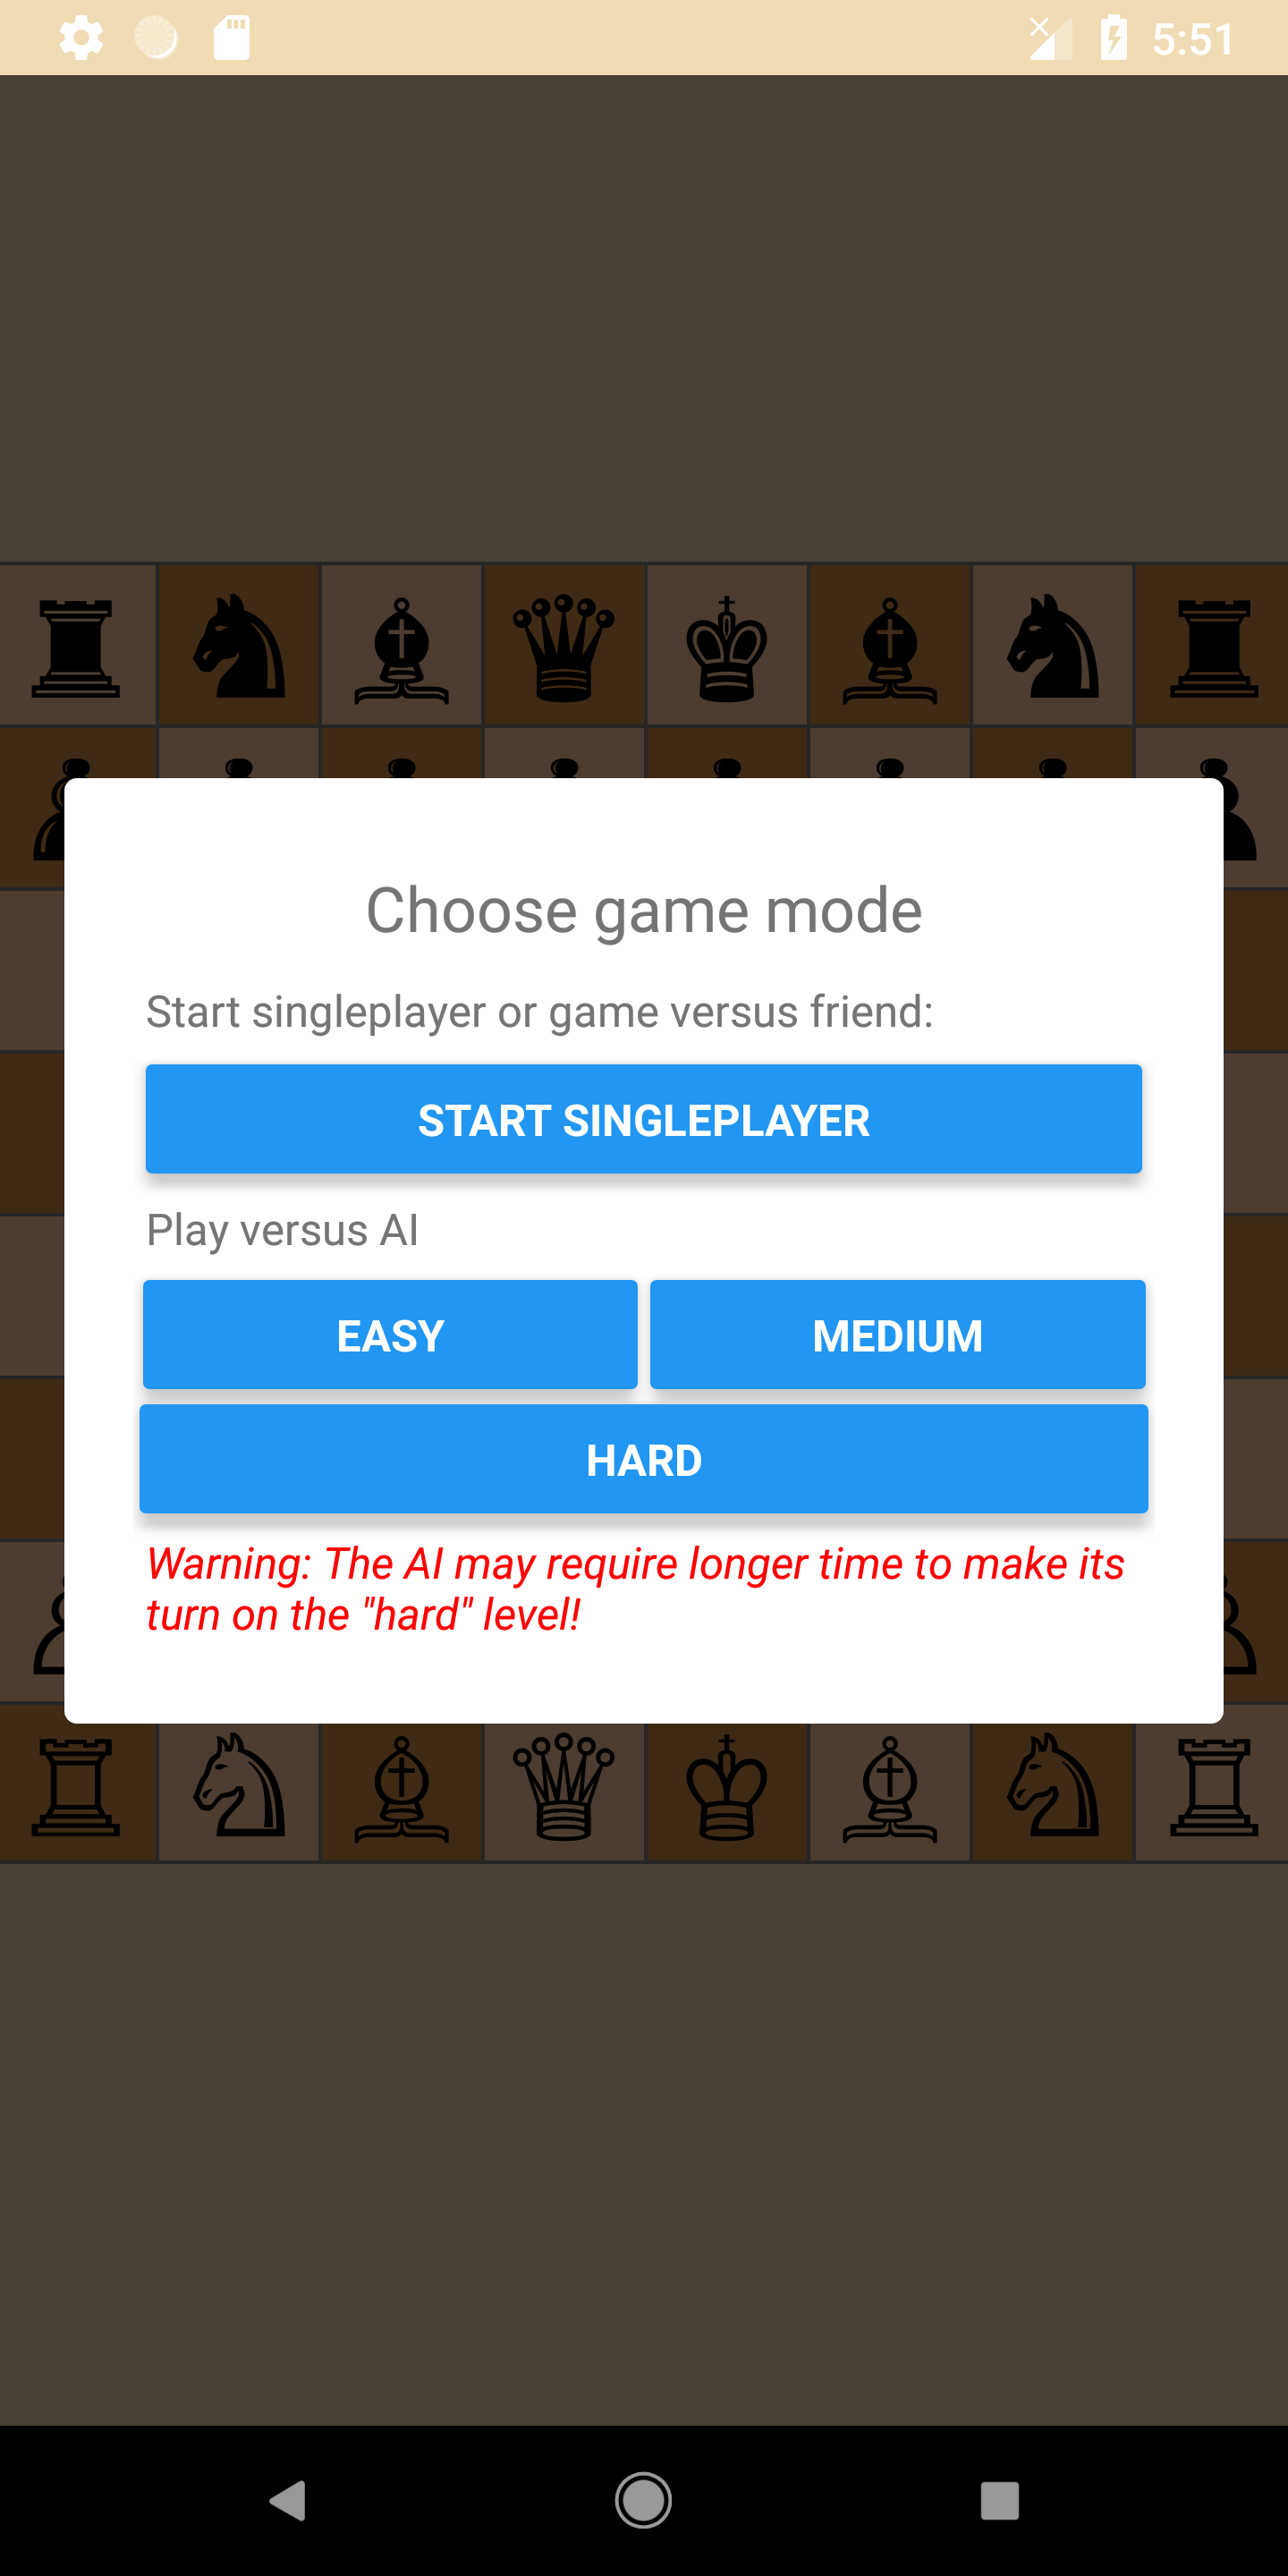 5:51
Choose game mode
Start singleplayer or game versus friend:
START SINGLEPLAYER
Play versus AI
EASY
MEDIUM
HARD
Warning: The AI may require longer time to make its
turn on the "hard" level!